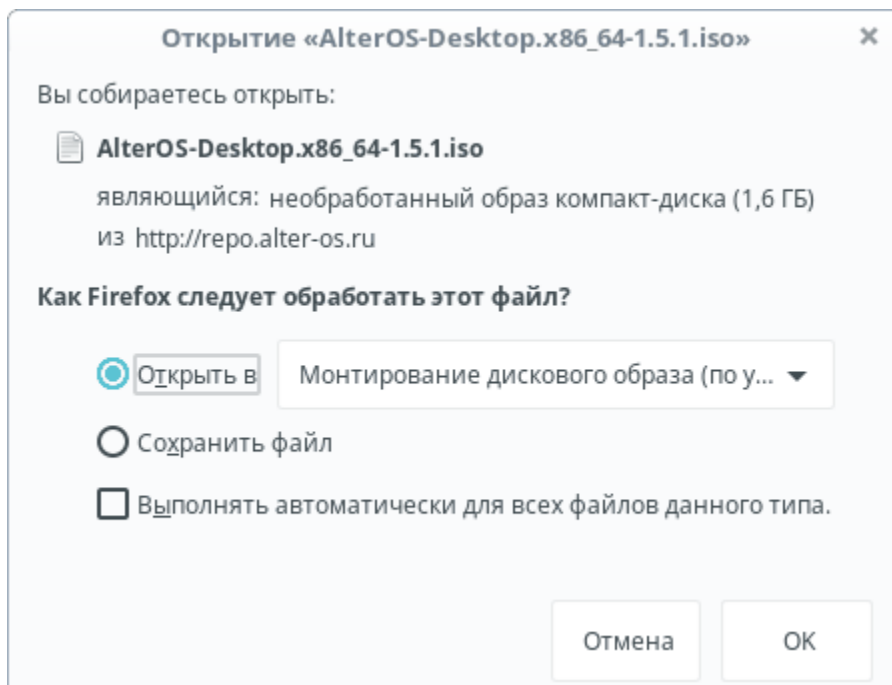 Открытие «AlterOS-Desktop.x86_64-1.5.1.iso»
Вы собираетесь открыть:
AlterOS-Desktop.x86_64-1.5.1.iso
являющийся: необработанный образ компакт-диска (1,6 ГБ)
из http://repo.alter-os.ru
Как Firefox следует обработать этот файл?
Открыть в Монтирование дискового образа (по у...
Сохранить файл
Выполнять автоматически для всех файлов данного типа.
Отмена OK